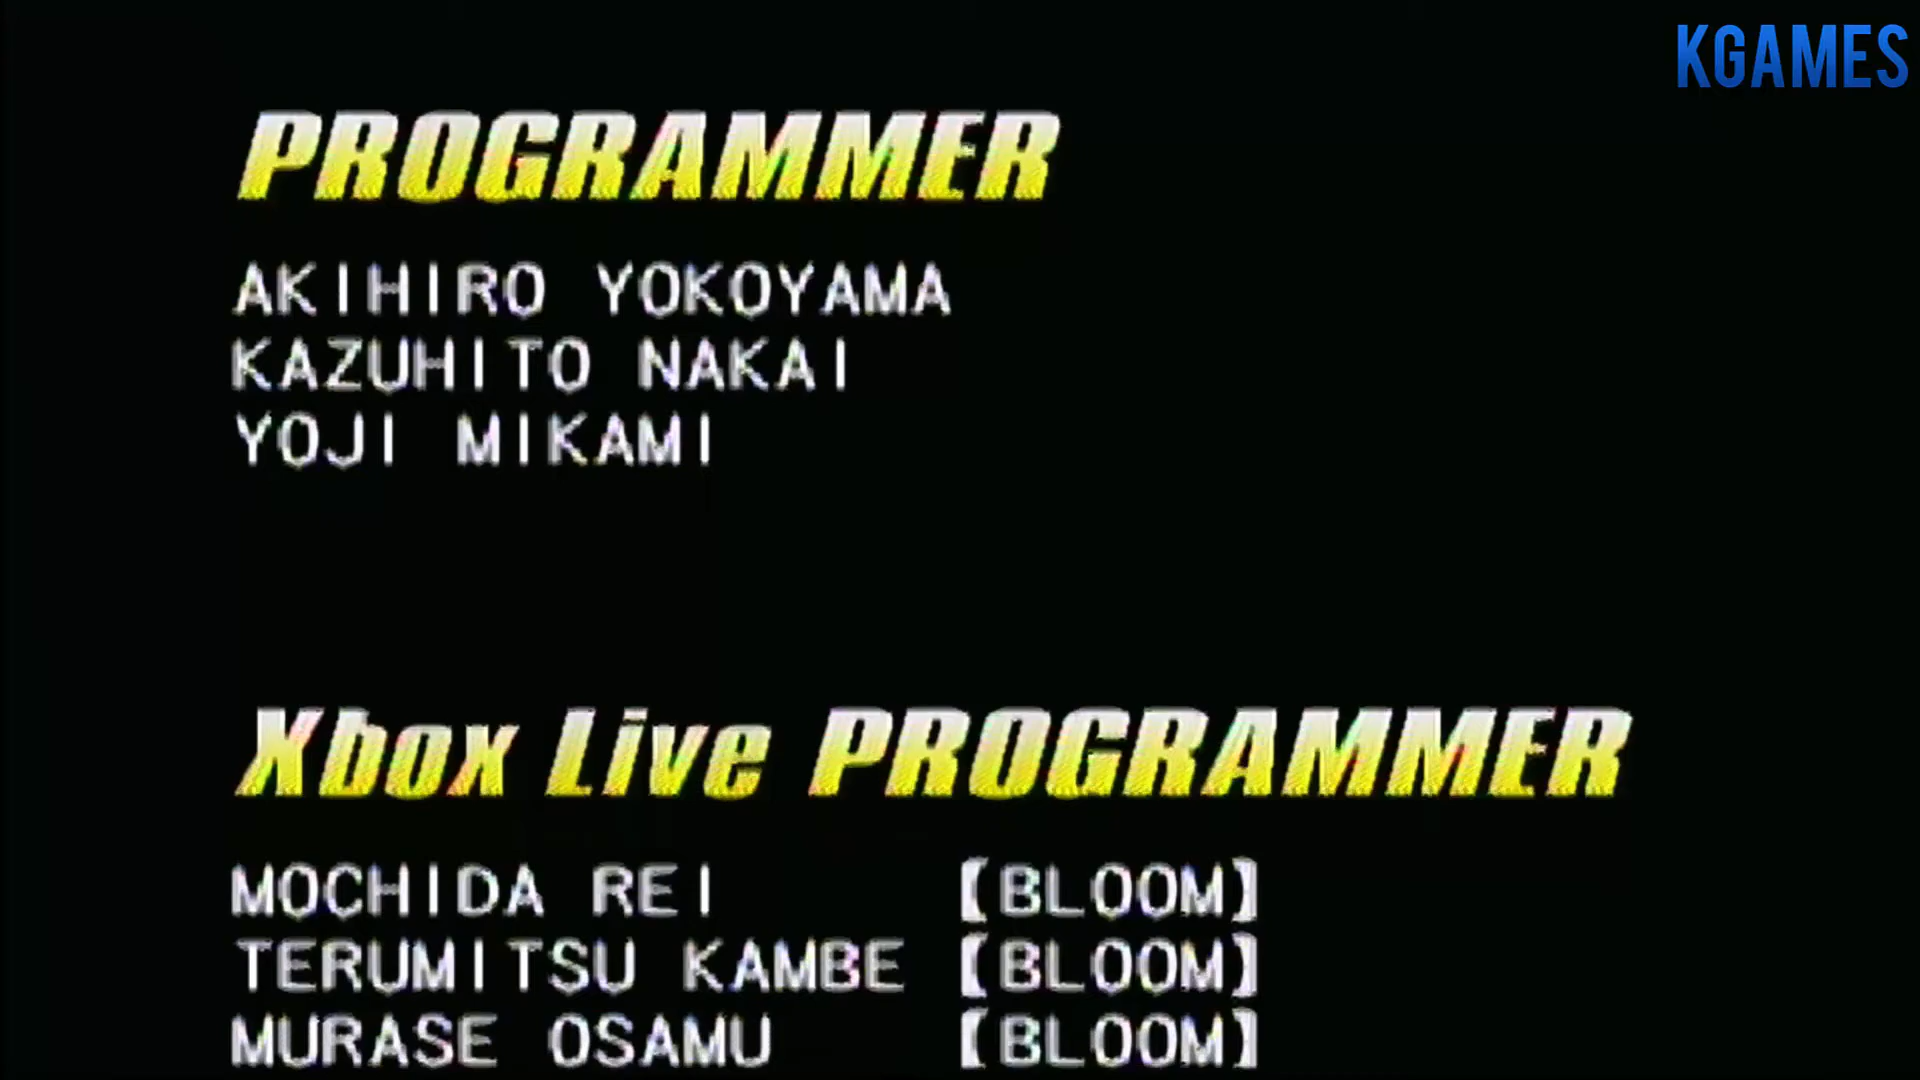 KGAMES
PROGRAMMER
AKIHIRO YOKOYAMA
KAZUHITO NAKAI
YOJI MIKAMI
Xbox Live PROGRAMMER
MOCHIDA REI 【BLOOM】
TERUMITSU KAMBE 【BLOOM】
MURASE OSAMU 【BLOOM】